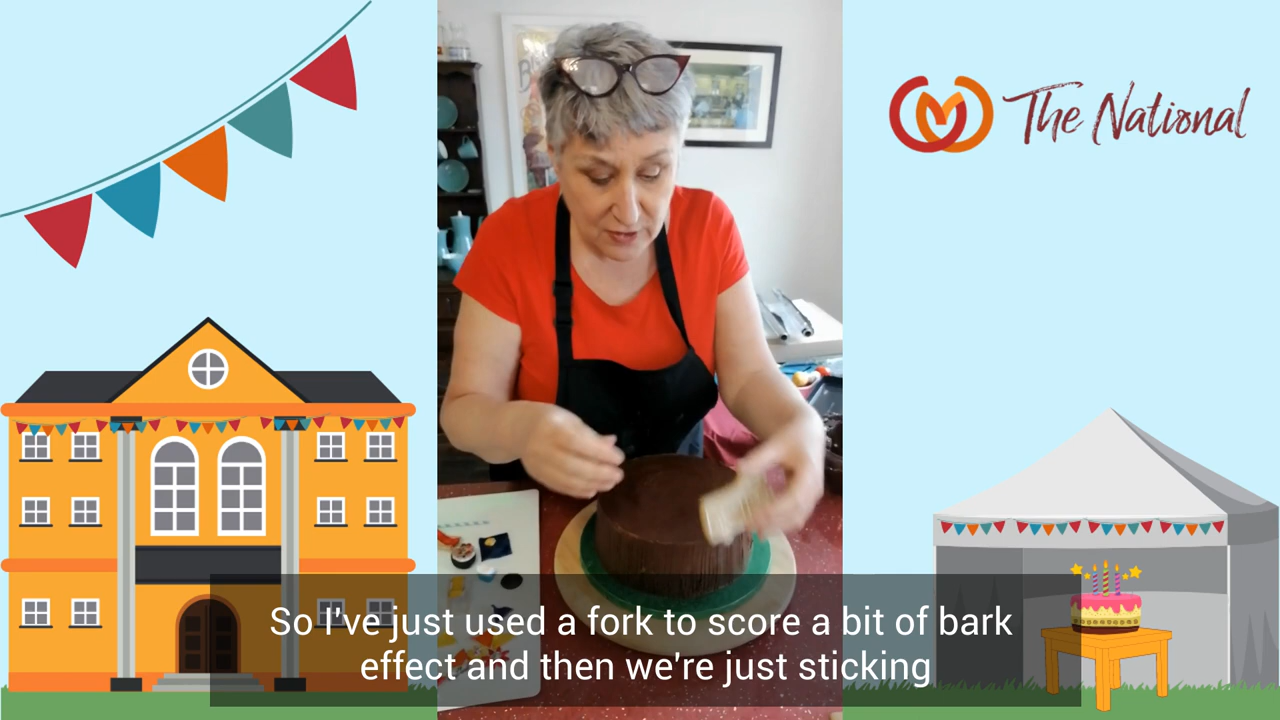 The National
So I've just used a fork to score a bit of bark
effect and then we're just sticking